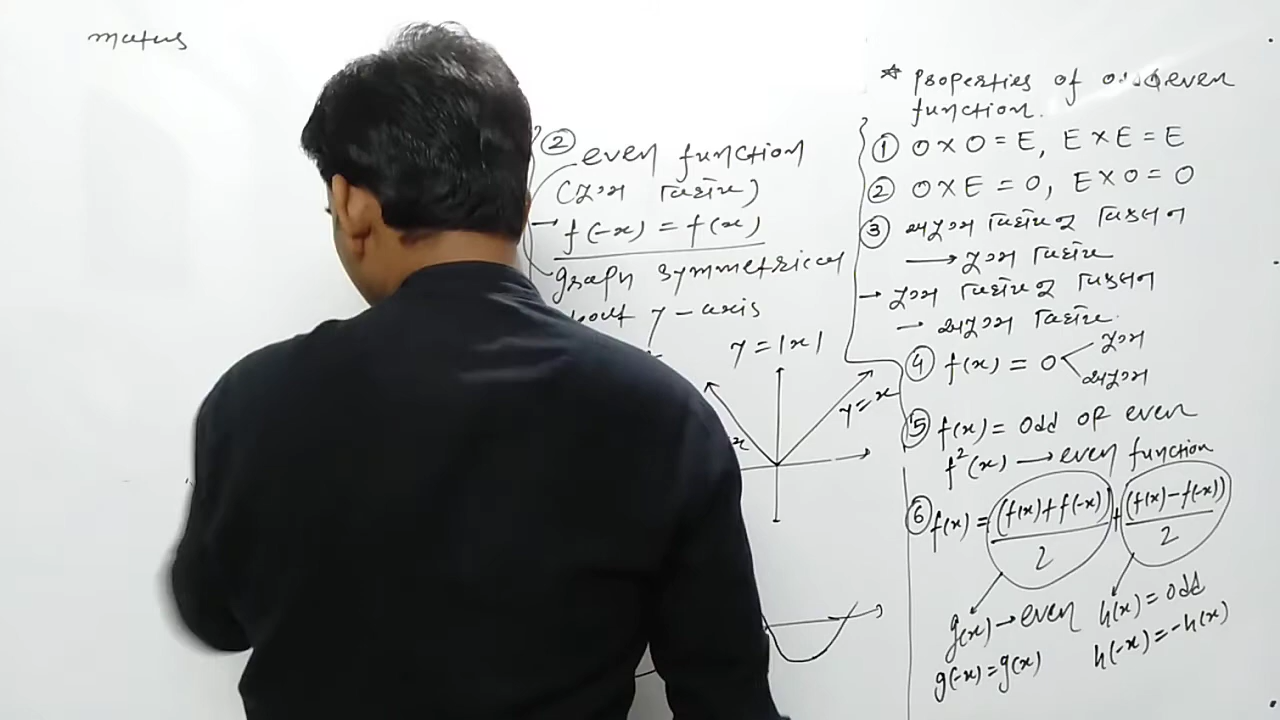 maths
② even function
(યુગ્મ વિધેય)
→ f(-x) = f(x)
graph symmetrical
about y-axis
y = |x|
y = x
x
* properties of odd even
function.
① O × O = E, E × E = E
② O × E = O, E × O = O
③ અયુગ્મ વિધેયનું વિકલન
→ યુગ્મ વિધેય
→ યુગ્મ વિધેયનું વિકલન
→ અયુગ્મ વિધેય.
④ f(x) = 0 < યુગ્મ
અયુગ્મ
⑤ f(x) = odd or even
f²(x) → even function
⑥ f(x) = (f(x)+f(-x))/2 + (f(x)-f(-x))/2
g(x) → even h(x) = odd
g(-x) = g(x) h(-x) = -h(x)